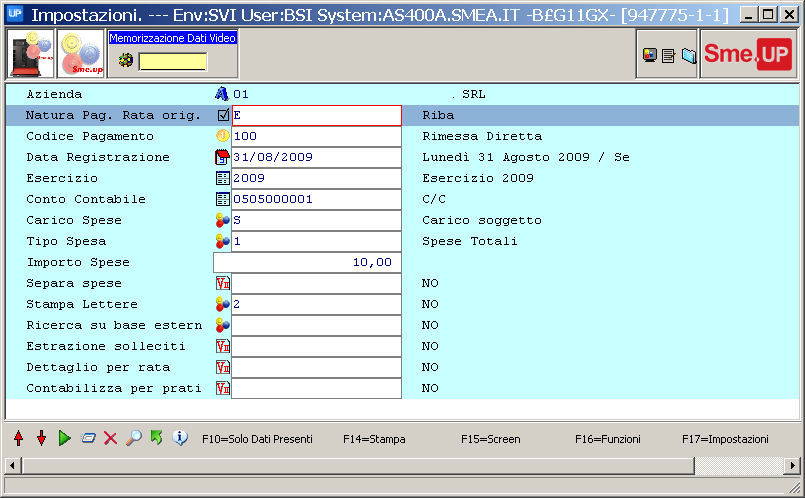 UP Impostazioni. --- Env:SVI User:BSI System:AS400A.SMEA.IT -B£G11GX- [947775-1-1]
Sme.up
Sme.up
Memorizzazione Dati Video
Sme.UP
Azienda 01 . SRL
Natura Pag. Rata orig. E Riba
Codice Pagamento 100 Rimessa Diretta
Data Registrazione 31/08/2009 Lunedì 31 Agosto 2009 / Se
Esercizio 2009 Esercizio 2009
Conto Contabile 0505000001 C/C
Carico Spese S Carico soggetto
Tipo Spesa 1 Spese Totali
Importo Spese 10,00
Separa spese NO
Stampa Lettere 2 NO
Ricerca su base estern NO
Estrazione solleciti NO
Dettaglio per rata NO
Contabilizza per prati NO
F10=Solo Dati Presenti F14=Stampa F15=Screen F16=Funzioni F17=Impostazioni